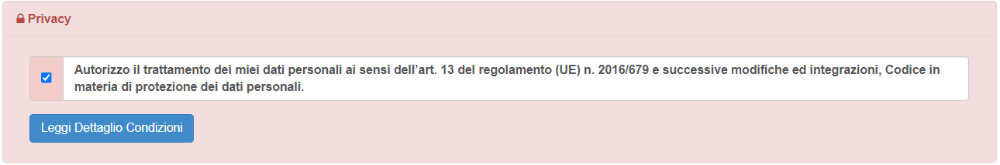 Privacy
Autorizzo il trattamento dei miei dati personali ai sensi dell'art. 13 del regolamento (UE) n. 2016/679 e successive modifiche ed integrazioni, Codice in
materia di protezione dei dati personali.
Leggi Dettaglio Condizioni